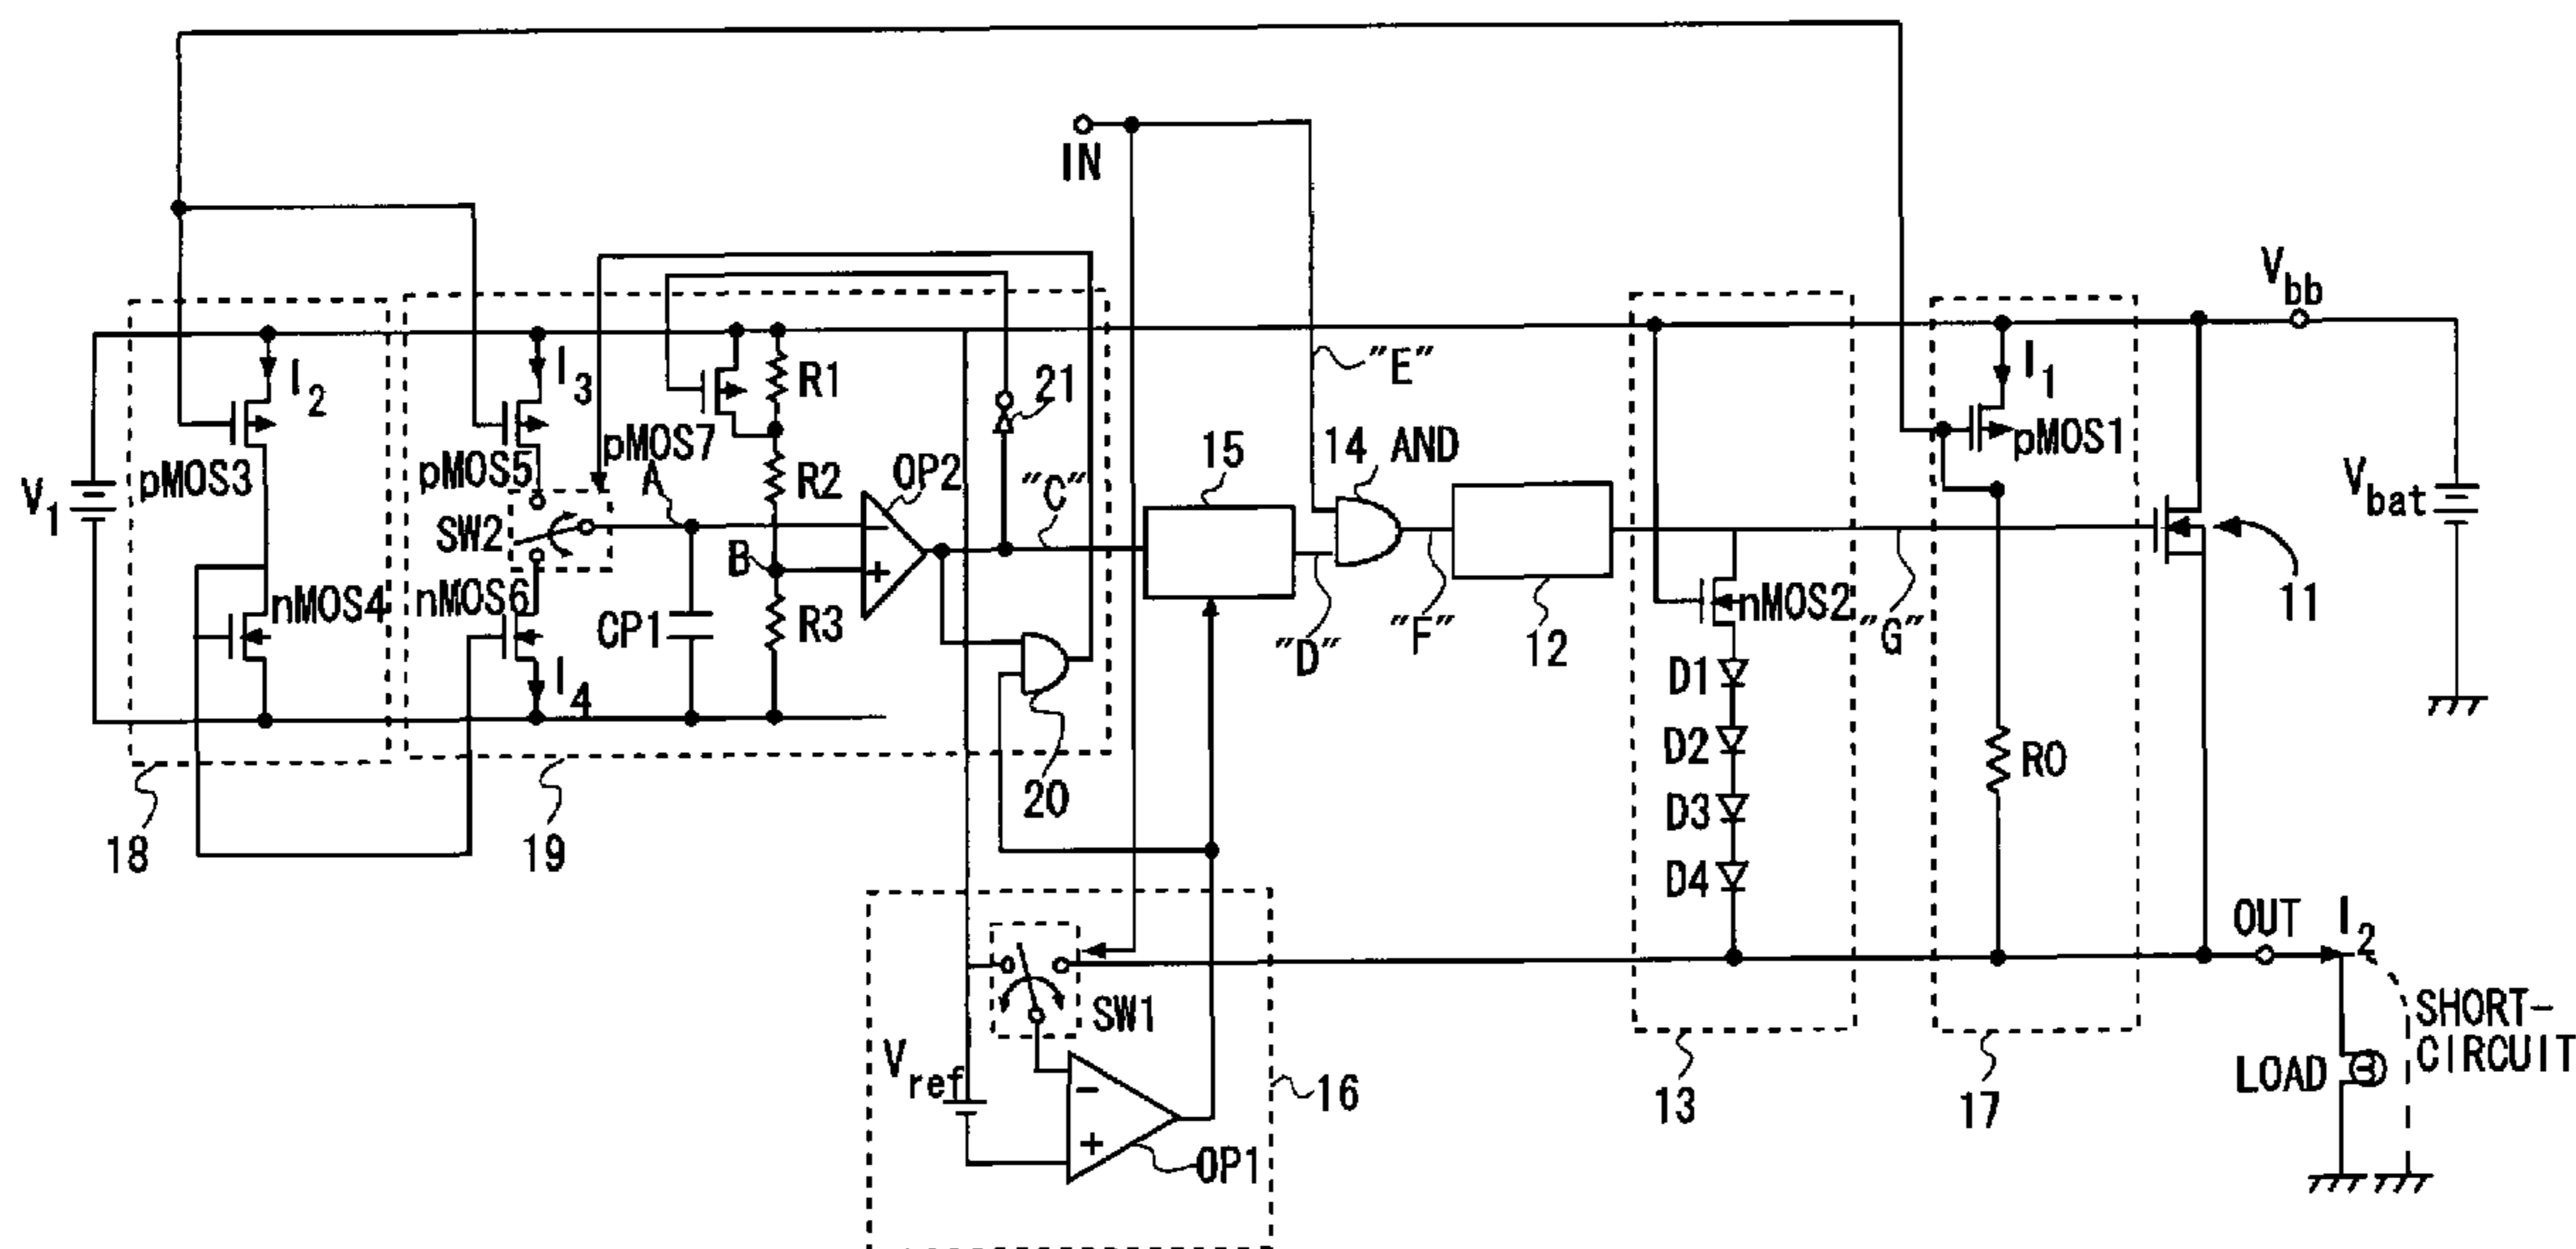 IN
V_bb
"E"
I_2
I_3
R1
21
I_1
pMOS3
pMOS5
pMOS7
A
OP2
"C"
15
14 AND
pMOS1
V_1
R2
V_bat
SW2
B
nMOS4
nMOS6
CP1
R3
"D"
"F"
12
nMOS2
"G"
11
I_4
D1
D2
D3
D4
R0
18
19
20
OUT
I_2
SW1
SHORT-
CIRCUIT
V_ref
16
13
17
LOAD
OP1